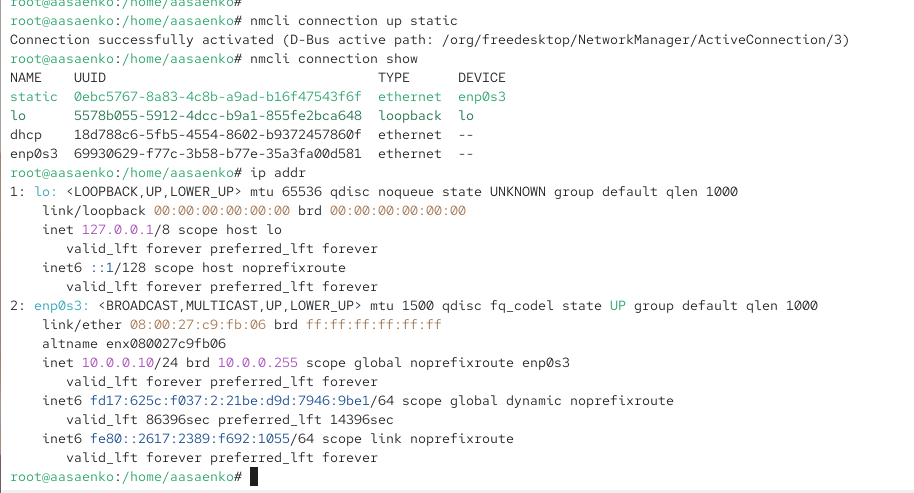 root@aasaenko:/home/aasaenko#
root@aasaenko:/home/aasaenko# nmcli connection up static
Connection successfully activated (D-Bus active path: /org/freedesktop/NetworkManager/ActiveConnection/3)
root@aasaenko:/home/aasaenko# nmcli connection show
NAME    UUID                                  TYPE      DEVICE
static  0ebc5767-8a83-4c8b-a9ad-b16f47543f6f  ethernet  enp0s3
lo      5578b055-5912-4dcc-b9a1-855fe2bca648  loopback  lo
dhcp    18d788c6-5fb5-4554-8602-b9372457860f  ethernet  --
enp0s3  69930629-f77c-3b58-b77e-35a3fa00d581  ethernet  --
root@aasaenko:/home/aasaenko# ip addr
1: lo: <LOOPBACK,UP,LOWER_UP> mtu 65536 qdisc noqueue state UNKNOWN group default qlen 1000
    link/loopback 00:00:00:00:00:00 brd 00:00:00:00:00:00
    inet 127.0.0.1/8 scope host lo
       valid_lft forever preferred_lft forever
    inet6 ::1/128 scope host noprefixroute
       valid_lft forever preferred_lft forever
2: enp0s3: <BROADCAST,MULTICAST,UP,LOWER_UP> mtu 1500 qdisc fq_codel state UP group default qlen 1000
    link/ether 08:00:27:c9:fb:06 brd ff:ff:ff:ff:ff:ff
    altname enx080027c9fb06
    inet 10.0.0.10/24 brd 10.0.0.255 scope global noprefixroute enp0s3
       valid_lft forever preferred_lft forever
    inet6 fd17:625c:f037:2:21be:d9d:7946:9be1/64 scope global dynamic noprefixroute
       valid_lft 86396sec preferred_lft 14396sec
    inet6 fe80::2617:2389:f692:1055/64 scope link noprefixroute
       valid_lft forever preferred_lft forever
root@aasaenko:/home/aasaenko#